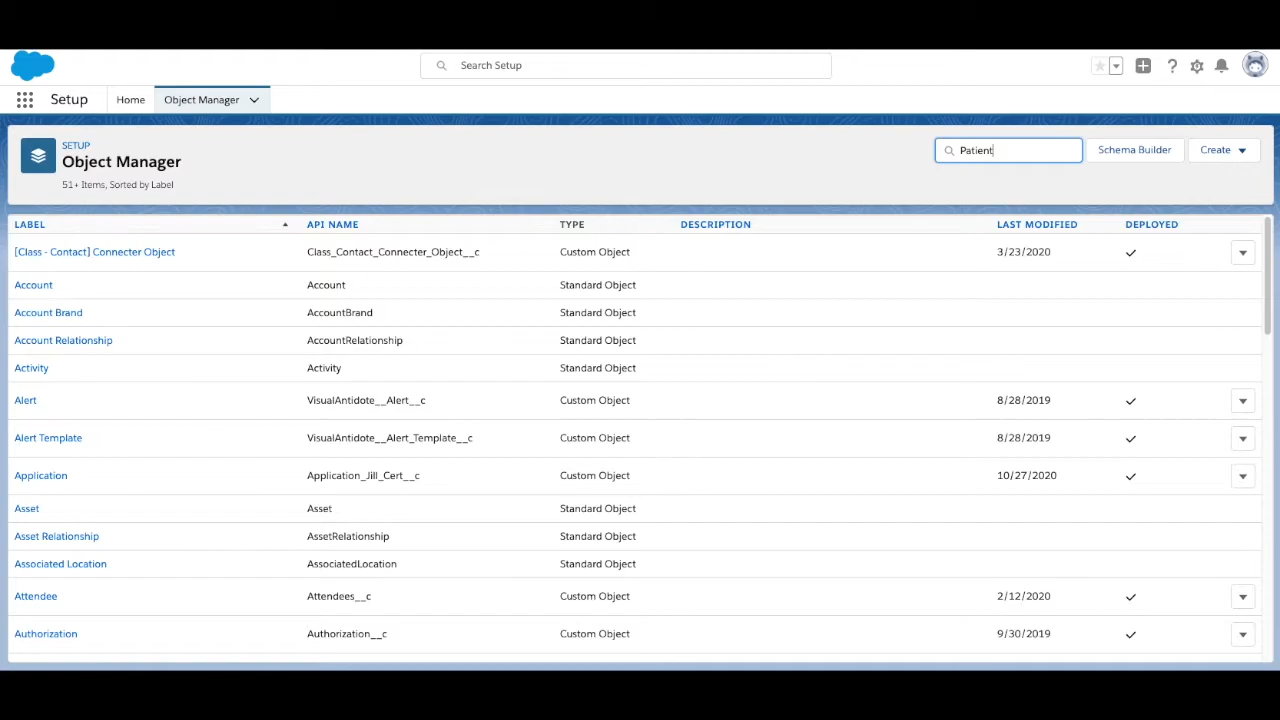 Search Setup
Setup Home Object Manager
SETUP
Object Manager
51+ Items, Sorted by Label
Patient Schema Builder Create
LABEL API NAME TYPE DESCRIPTION LAST MODIFIED DEPLOYED
[Class - Contact] Connecter Object Class_Contact_Connecter_Object__c Custom Object 3/23/2020
Account Account Standard Object
Account Brand AccountBrand Standard Object
Account Relationship AccountRelationship Standard Object
Activity Activity Standard Object
Alert VisualAntidote__Alert__c Custom Object 8/28/2019
Alert Template VisualAntidote__Alert_Template__c Custom Object 8/28/2019
Application Application_Jill_Cert__c Custom Object 10/27/2020
Asset Asset Standard Object
Asset Relationship AssetRelationship Standard Object
Associated Location AssociatedLocation Standard Object
Attendee Attendees__c Custom Object 2/12/2020
Authorization Authorization__c Custom Object 9/30/2019